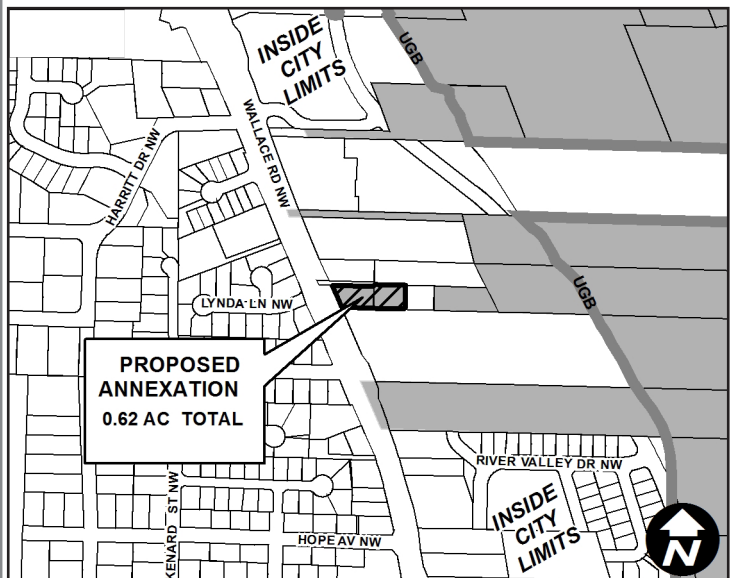 INSIDE
CITY
LIMITS
UGB
WALLACE RD NW
HARRITT DR NW
LYNDA LN NW
UGB
PROPOSED
ANNEXATION
0.62 AC TOTAL
RIVER VALLEY DR NW
KENARD ST NW
INSIDE
CITY
LIMITS
HOPE AV NW
N